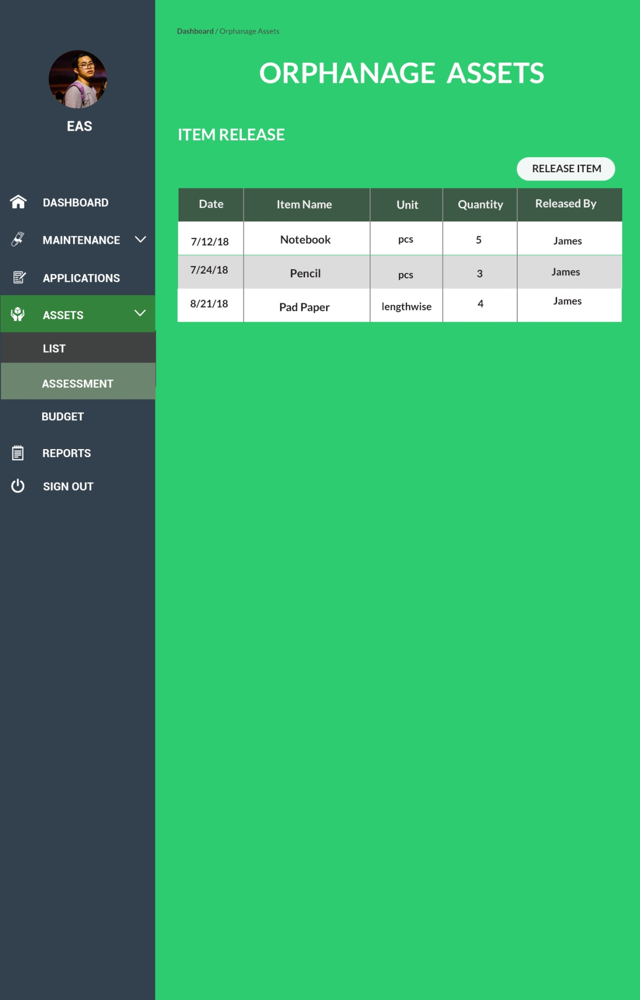 Dashboard / Orphanage Assets
ORPHANAGE ASSETS
EAS
ITEM RELEASE
RELEASE ITEM
DASHBOARD
MAINTENANCE
APPLICATIONS
ASSETS
LIST
ASSESSMENT
BUDGET
REPORTS
SIGN OUT
Date Item Name Unit Quantity Released By
7/12/18 Notebook pcs 5 James
7/24/18 Pencil pcs 3 James
8/21/18 Pad Paper lengthwise 4 James